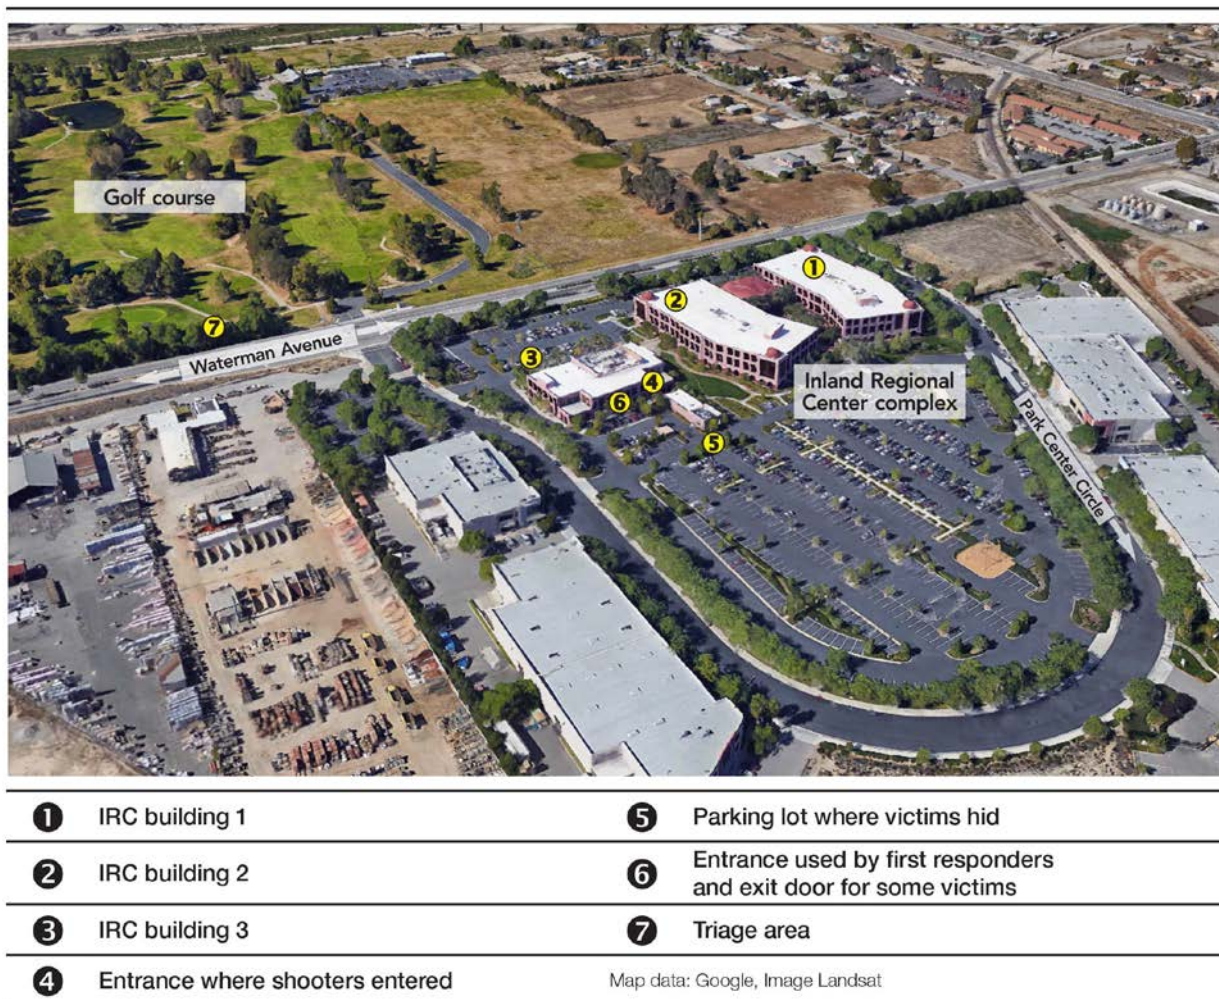 Golf course
1
2
7
Waterman Avenue
3
4
6
Inland Regional
Center complex
Park Center Circle
5
1 IRC building 1
5 Parking lot where victims hid
2 IRC building 2
6 Entrance used by first responders
and exit door for some victims
3 IRC building 3
7 Triage area
4 Entrance where shooters entered
Map data: Google, Image Landsat